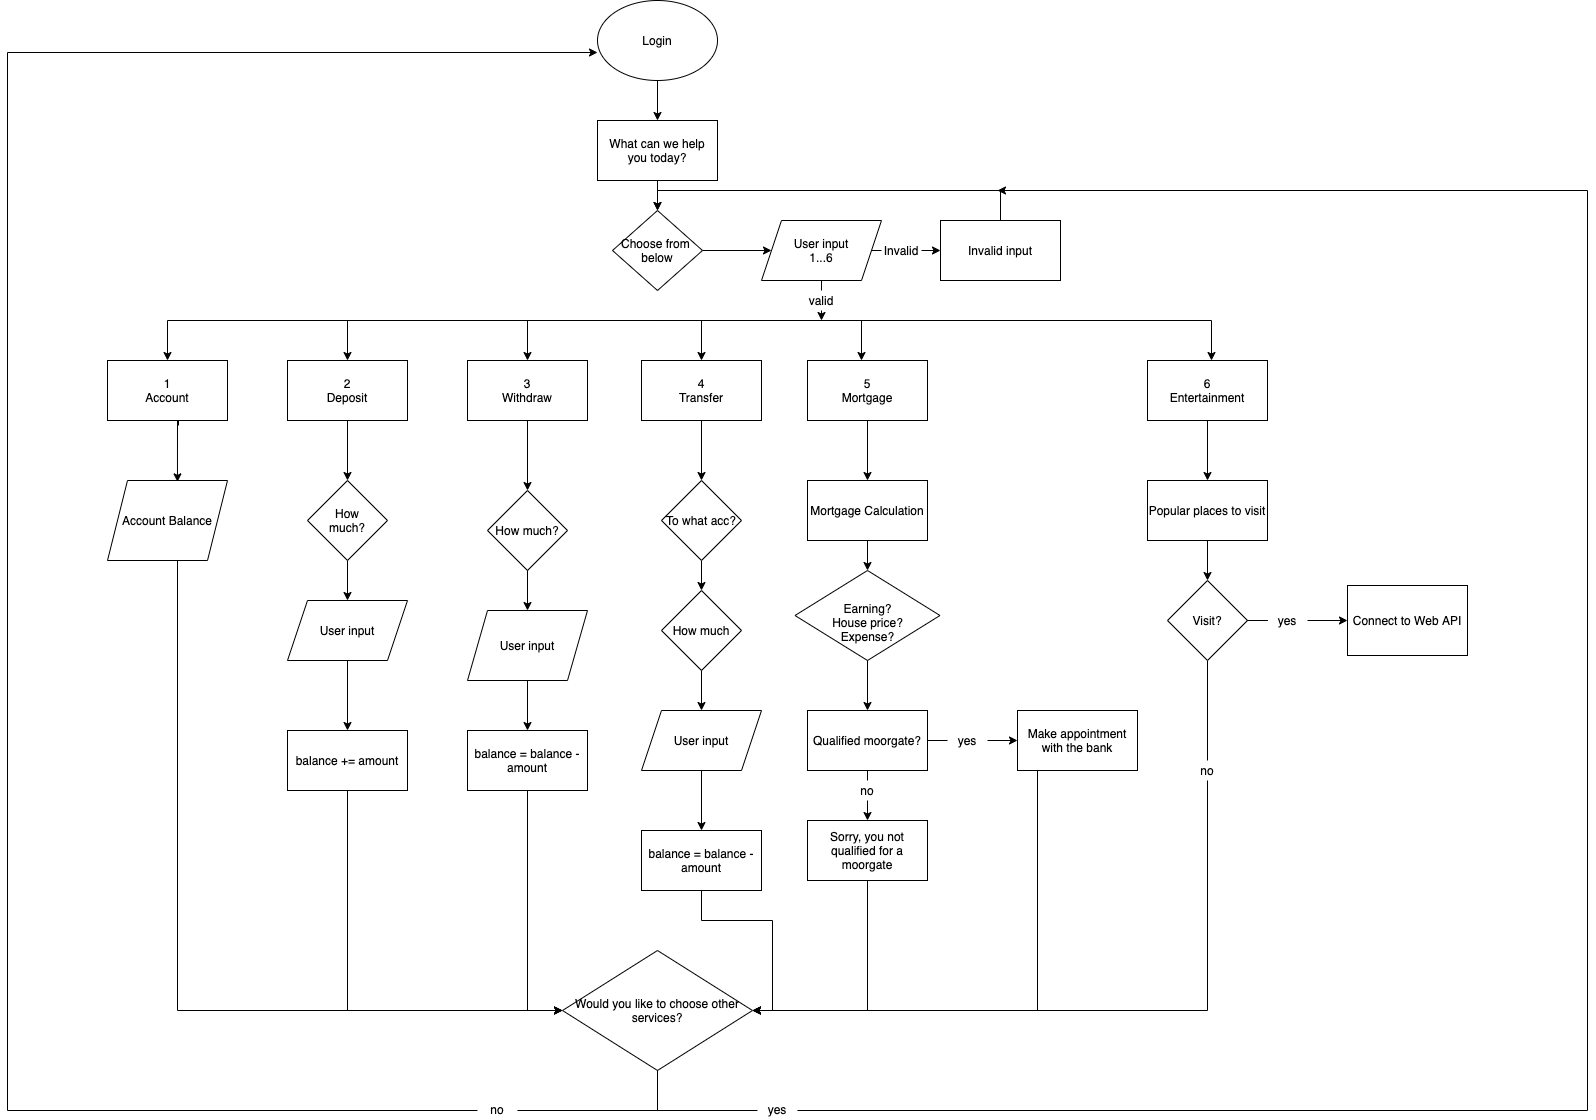 Login
What can we help
you today?
Choose from
below
User input
1...6
Invalid
Invalid input
valid
1
Account
2
Deposit
3
Withdraw
4
Transfer
5
Mortgage
6
Entertainment
Account Balance
How
much?
How much?
To what acc?
Mortgage Calculation
Popular places to visit
User input
User input
How much
Earning?
House price?
Expense?
Visit?
yes
Connect to Web API
balance += amount
balance = balance -
amount
User input
Qualified moorgate?
yes
Make appointment
with the bank
no
no
balance = balance -
amount
Sorry, you not
qualified for a
moorgate
Would you like to choose other
services?
no
yes